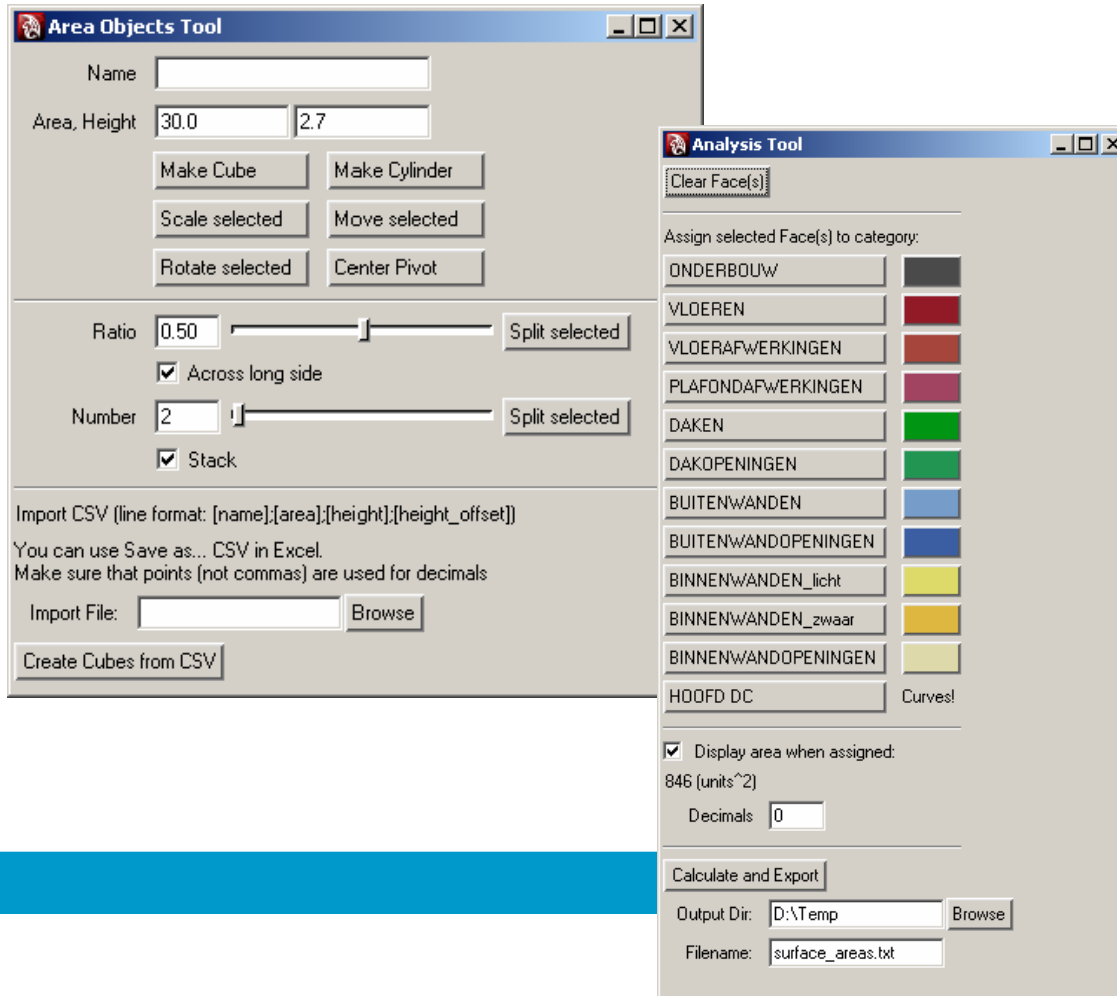 Area Objects Tool
Name
Area, Height 30.0 2.7
Make Cube Make Cylinder
Scale selected Move selected
Rotate selected Center Pivot
Ratio 0.50 Split selected
Across long side
Number 2 Split selected
Stack
Import CSV (line format: [name];[area];[height];[height_offset])
You can use Save as... CSV in Excel.
Make sure that points (not commas) are used for decimals
Import File: Browse
Create Cubes from CSV
Analysis Tool
Clear Face(s)
Assign selected Face(s) to category:
ONDERBOUW
VLOEREN
VLOERAFWERKINGEN
PLAFONDAFWERKINGEN
DAKEN
DAKOPENINGEN
BUITENWANDEN
BUITENWANDOPENINGEN
BINNENWANDEN_licht
BINNENWANDEN_zwaar
BINNENWANDOPENINGEN
HOOFD DC Curves!
Display area when assigned:
846 (units^2)
Decimals 0
Calculate and Export
Output Dir: D:\Temp Browse
Filename: surface_areas.txt